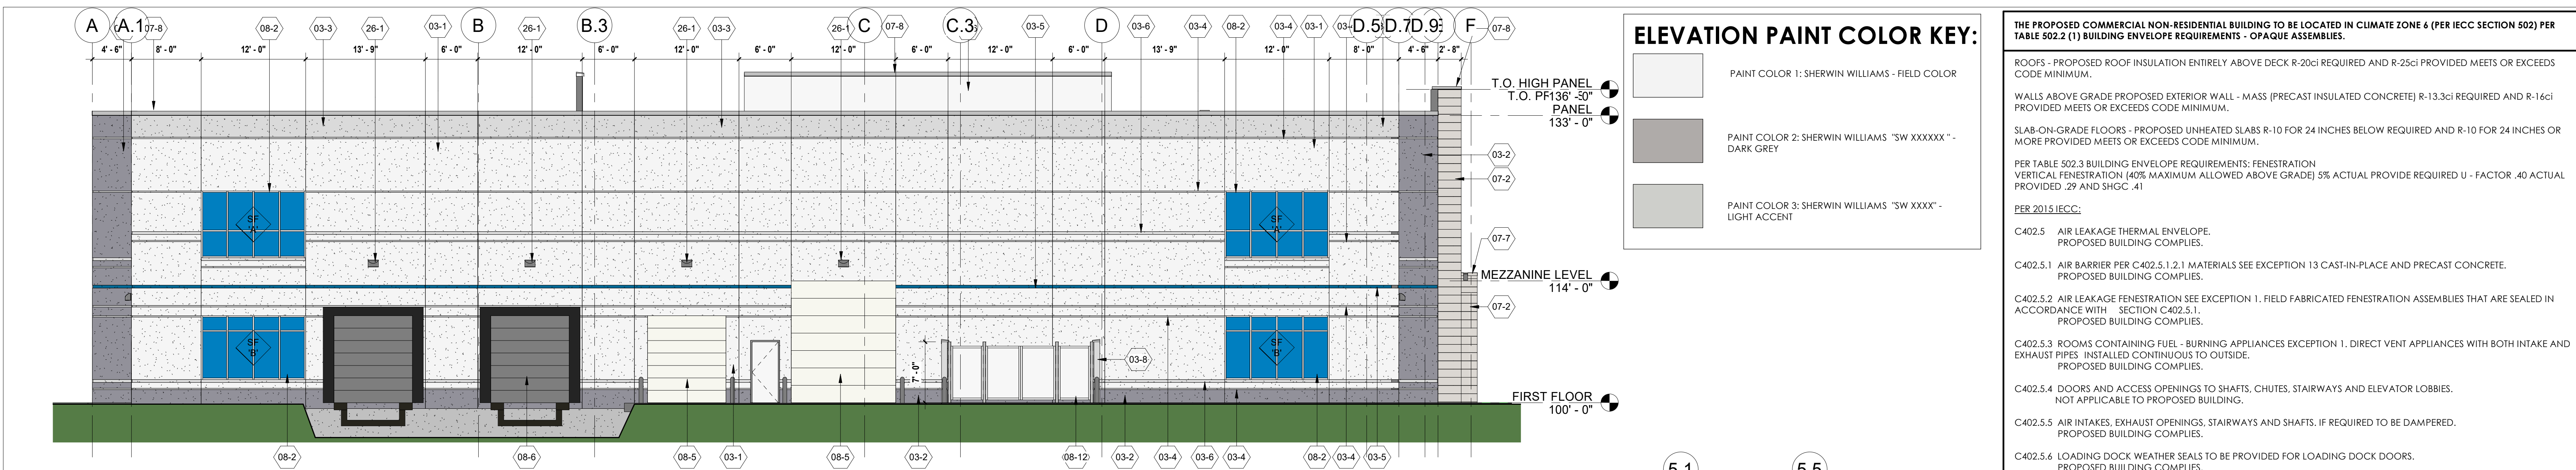 A A.1 B B.3 C C.3 D D.5 D.7 D.9 F
07-8 08-2 03-3 26-1 03-1 26-1 26-1 03-3 26-1 07-8 03-5 03-6 03-4 08-2 03-4 03-1 07-8
4' - 6" 8' - 0" 12' - 0" 13' - 9" 6' - 0" 12' - 0" 6' - 0" 12' - 0" 6' - 0" 12' - 0" 6' - 0" 12' - 0" 6' - 0" 13' - 9" 12' - 0" 8' - 0" 4' - 6" 2' - 8"
T.O. HIGH PANEL
136' - 0"
T.O.
PANEL
133' - 0"
03-2
07-2
SF
"A"
SF
"A"
07-7
MEZZANINE LEVEL
114' - 0"
07-2
SF
"B"
SF
"B"
03-8
7' - 0"
FIRST FLOOR
100' - 0"
08-2 08-6 08-5 03-1 08-5 03-2 08-12 03-2 03-4 03-6 03-4 08-2 03-4 03-5
ELEVATION PAINT COLOR KEY:
PAINT COLOR 1: SHERWIN WILLIAMS - FIELD COLOR
PAINT COLOR 2: SHERWIN WILLIAMS "SW XXXXXX " -
DARK GREY
PAINT COLOR 3: SHERWIN WILLIAMS "SW XXXX" -
LIGHT ACCENT
5.1 5.5
THE PROPOSED COMMERCIAL NON-RESIDENTIAL BUILDING TO BE LOCATED IN CLIMATE ZONE 6 (PER IECC SECTION 502) PER
TABLE 502.2 (1) BUILDING ENVELOPE REQUIREMENTS - OPAQUE ASSEMBLIES.
ROOFS - PROPOSED ROOF INSULATION ENTIRELY ABOVE DECK R-20ci REQUIRED AND R-25ci PROVIDED MEETS OR EXCEEDS
CODE MINIMUM.
WALLS ABOVE GRADE PROPOSED EXTERIOR WALL - MASS (PRECAST INSULATED CONCRETE) R-13.3ci REQUIRED AND R-16ci
PROVIDED MEETS OR EXCEEDS CODE MINIMUM.
SLAB-ON-GRADE FLOORS - PROPOSED UNHEATED SLABS R-10 FOR 24 INCHES BELOW REQUIRED AND R-10 FOR 24 INCHES OR
MORE PROVIDED MEETS OR EXCEEDS CODE MINIMUM.
PER TABLE 502.3 BUILDING ENVELOPE REQUIREMENTS: FENESTRATION
VERTICAL FENESTRATION (40% MAXIMUM ALLOWED ABOVE GRADE) 5% ACTUAL PROVIDE REQUIRED U - FACTOR .40 ACTUAL
PROVIDED .29 AND SHGC .41
PER 2015 IECC:
C402.5 AIR LEAKAGE THERMAL ENVELOPE.
PROPOSED BUILDING COMPLIES.
C402.5.1 AIR BARRIER PER C402.5.1.2.1 MATERIALS SEE EXCEPTION 13 CAST-IN-PLACE AND PRECAST CONCRETE.
PROPOSED BUILDING COMPLIES.
C402.5.2 AIR LEAKAGE FENESTRATION SEE EXCEPTION 1. FIELD FABRICATED FENESTRATION ASSEMBLIES THAT ARE SEALED IN
ACCORDANCE WITH SECTION C402.5.1.
PROPOSED BUILDING COMPLIES.
C402.5.3 ROOMS CONTAINING FUEL - BURNING APPLIANCES EXCEPTION 1. DIRECT VENT APPLIANCES WITH BOTH INTAKE AND
EXHAUST PIPES INSTALLED CONTINUOUS TO OUTSIDE.
PROPOSED BUILDING COMPLIES.
C402.5.4 DOORS AND ACCESS OPENINGS TO SHAFTS, CHUTES, STAIRWAYS AND ELEVATOR LOBBIES.
NOT APPLICABLE TO PROPOSED BUILDING.
C402.5.5 AIR INTAKES, EXHAUST OPENINGS, STAIRWAYS AND SHAFTS. IF REQUIRED TO BE DAMPERED.
PROPOSED BUILDING COMPLIES.
C402.5.6 LOADING DOCK WEATHER SEALS TO BE PROVIDED FOR LOADING DOCK DOORS.
PROPOSED BUILDING COMPLIES